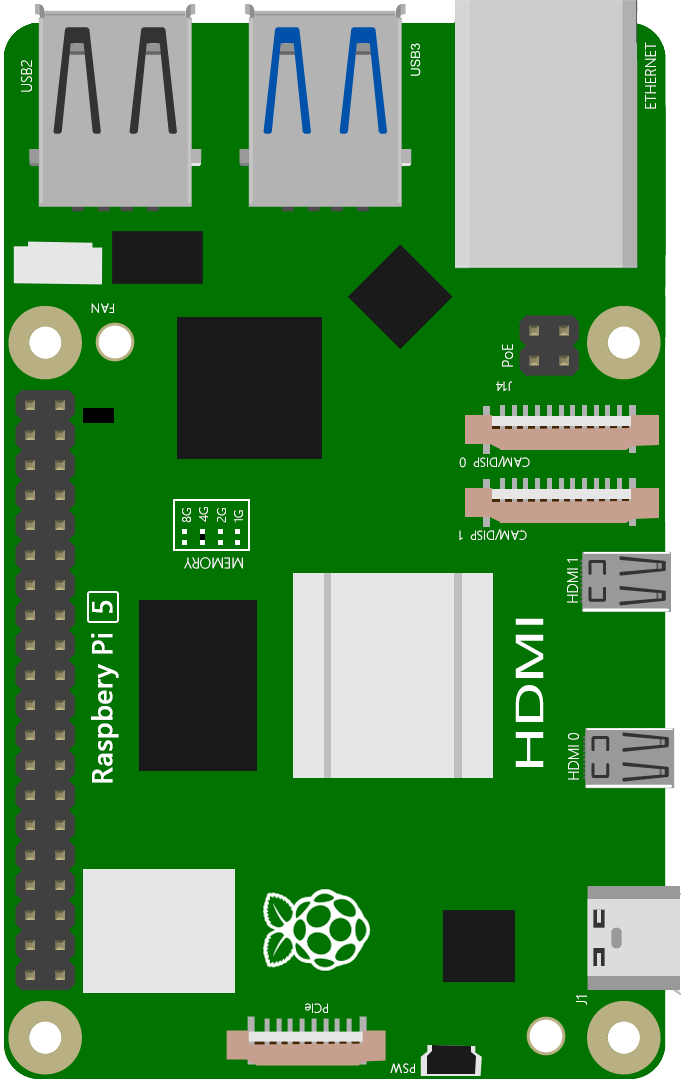 USB2
USB3
ETHERNET
FAN
PoE
J14
CAM/DISP 0
8G
4G
2G
1G
MEMORY
CAM/DISP 1
HDMI 1
Raspbery Pi 5
HDMI
HDMI 0
J1
PCIe
PSW